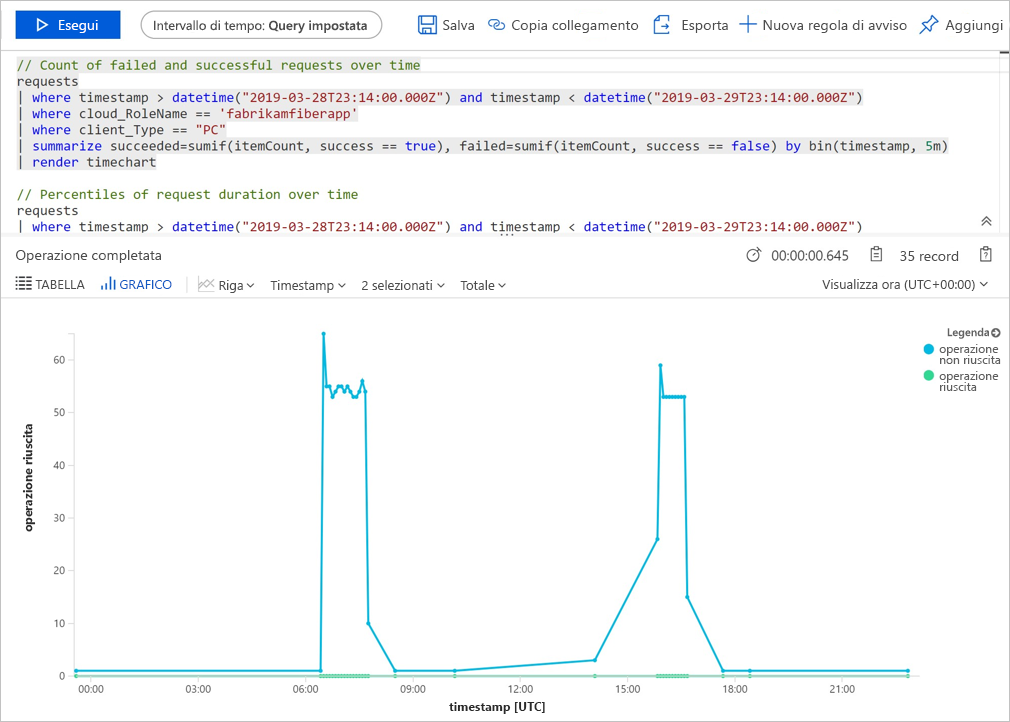 Esegui
Intervallo di tempo: Query impostata
Salva
Copia collegamento
Esporta
Nuova regola di avviso
Aggiungi
// Count of failed and successful requests over time
requests
| where timestamp > datetime("2019-03-28T23:14:00.000Z") and timestamp < datetime("2019-03-29T23:14:00.000Z")
| where cloud_RoleName == 'fabrikamfiberapp'
| where client_Type == "PC"
| summarize succeeded=sumif(itemCount, success == true), failed=sumif(itemCount, success == false) by bin(timestamp, 5m)
| render timechart
// Percentiles of request duration over time
requests
| where timestamp > datetime("2019-03-28T23:14:00.000Z") and timestamp < datetime("2019-03-29T23:14:00.000Z")
Operazione completata
00:00:00.645
35 record
TABELLA
GRAFICO
Riga
Timestamp
2 selezionati
Totale
Visualizza ora (UTC+00:00)
Legenda
operazione
non riuscita
operazione
riuscita
operazione riuscita
60
50
40
30
20
10
0
00:00
03:00
06:00
09:00
12:00
15:00
18:00
21:00
timestamp [UTC]